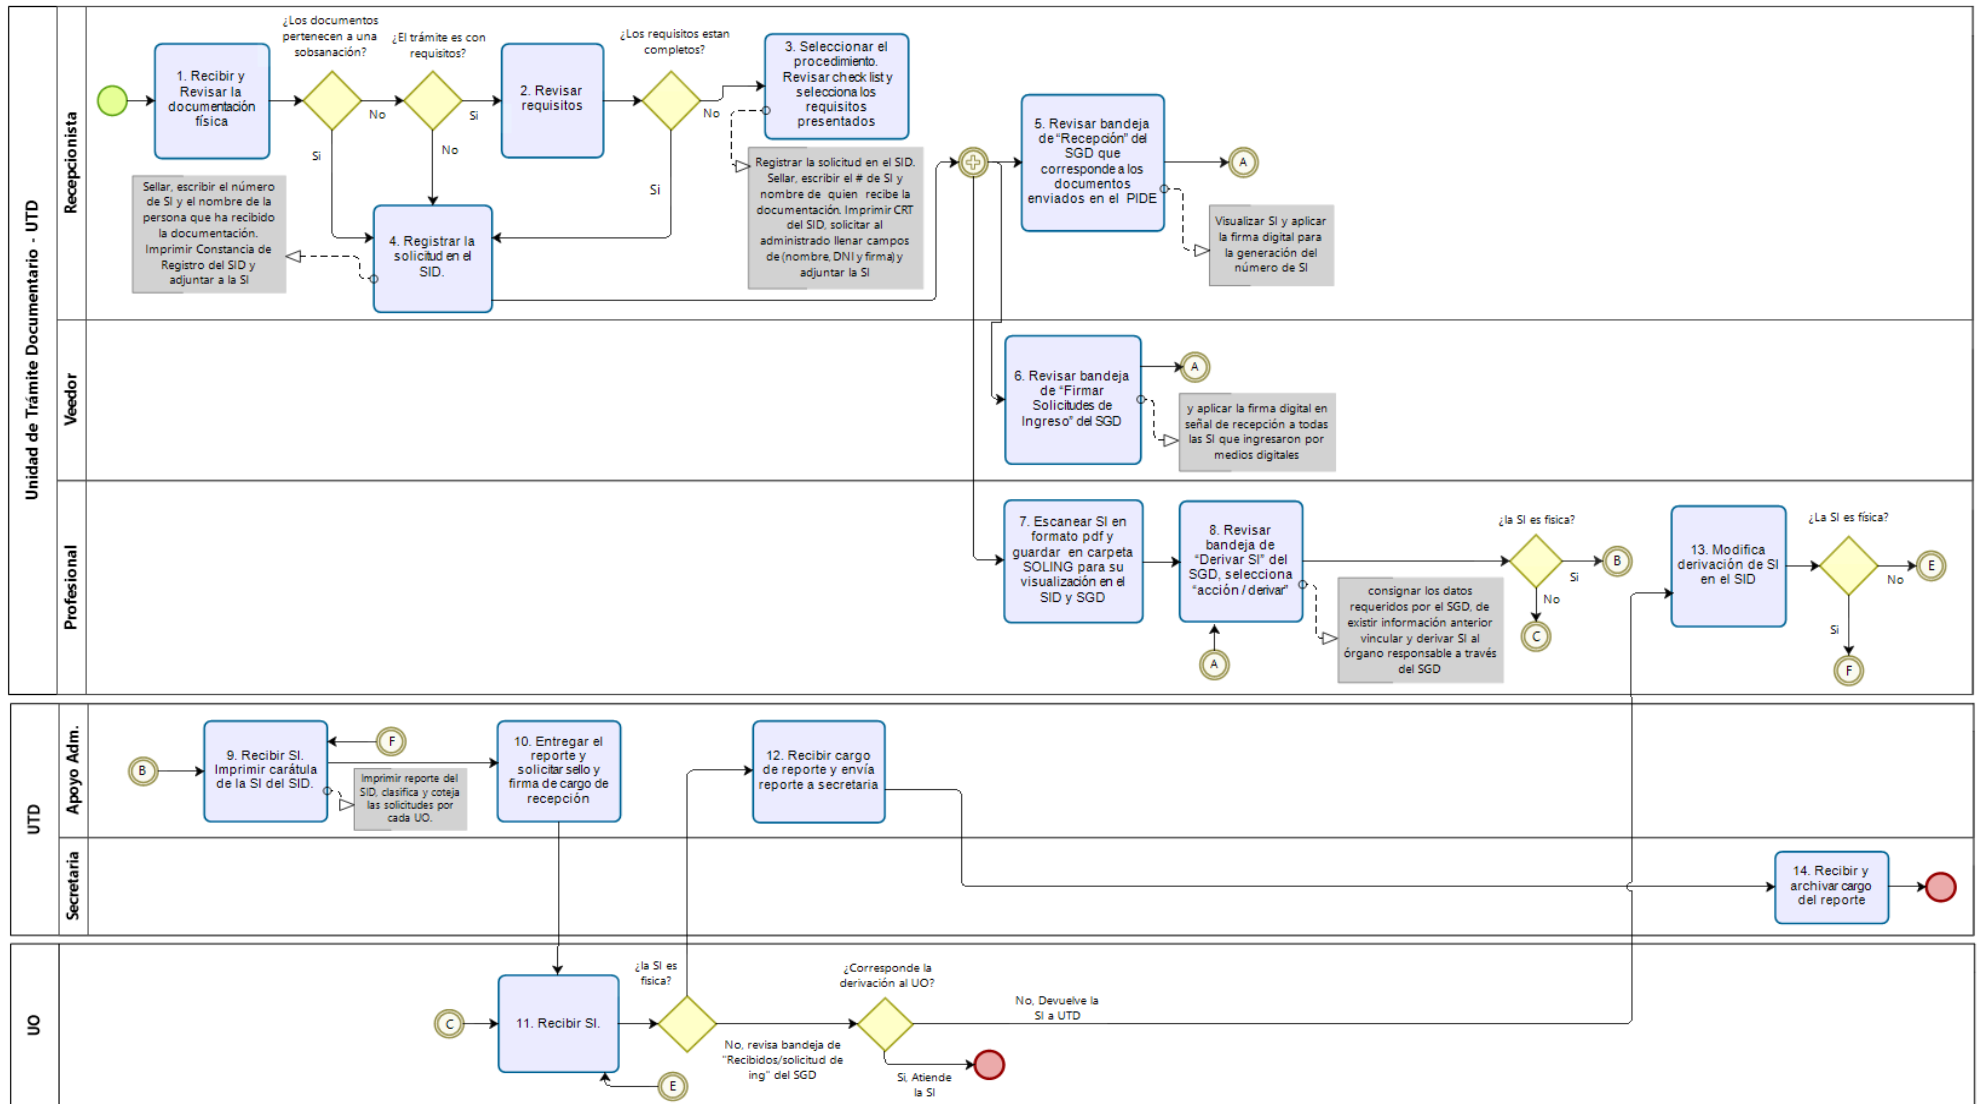 Unidad de Trámite Documentario - UTD
Recepcionista
1. Recibir y
Revisar la
documentación
física
¿Los documentos
pertenecen a una
sobsanación?
No
Si
¿El trámite es con
requisitos?
Si
No
2. Revisar
requisitos
¿Los requisitos estan
completos?
No
Si
3. Seleccionar el
procedimiento.
Revisar check list y
selecciona los
requisitos
presentados
Registrar la solicitud en el SID.
Sellar, escribir el # de SI y
nombre de quien recibe la
documentación. Imprimir CRT
del SID, solicitar al
administrado llenar campos
de (nombre, DNI y firma) y
adjuntar la SI
Sellar, escribir el número
de SI y el nombre de la
persona que ha recibido
la documentación.
Imprimir Constancia de
Registro del SID y
adjuntar a la SI
4. Registrar la
solicitud en el
SID.
5. Revisar bandeja
de “Recepción” del
SGD que
corresponde a los
documentos
enviados en el PIDE
A
Visualizar SI y aplicar
la firma digital para
la generación del
número de SI
Veedor
6. Revisar bandeja
de “Firmar
Solicitudes de
Ingreso” del SGD
A
y aplicar la firma digital en
señal de recepción a todas
las SI que ingresaron por
medios digitales
Profesional
7. Escanear SI en
formato pdf y
guardar en carpeta
SOLING para su
visualización en el
SID y SGD
8. Revisar
bandeja de
“Derivar SI” del
SGD, selecciona
“acción / derivar”
A
consignar los datos
requeridos por el SGD, de
existir información anterior
vincular y derivar SI al
órgano responsable a través
del SGD
¿la SI es fisica?
Si
B
No
C
13. Modifica
derivación de SI
en el SID
¿La SI es física?
No
E
Si
F
UTD
Apoyo Adm.
B
9. Recibir SI.
Imprimir carátula
de la SI del SID.
F
Imprimir reporte del
SID, clasifica y coteja
las solicitudes por
cada UO.
10. Entregar el
reporte y
solicitar sello y
firma de cargo de
recepción
12. Recibir cargo
de reporte y envía
reporte a secretaria
Secretaria
14. Recibir y
archivar cargo
del reporte
UO
C
11. Recibir SI.
E
¿la SI es
fisica?
No, revisa bandeja de
"Recibidos/solicitud de
ing" del SGD
¿Corresponde la
derivación al UO?
No, Devuelve la
SI a UTD
Si, Atiende
la SI